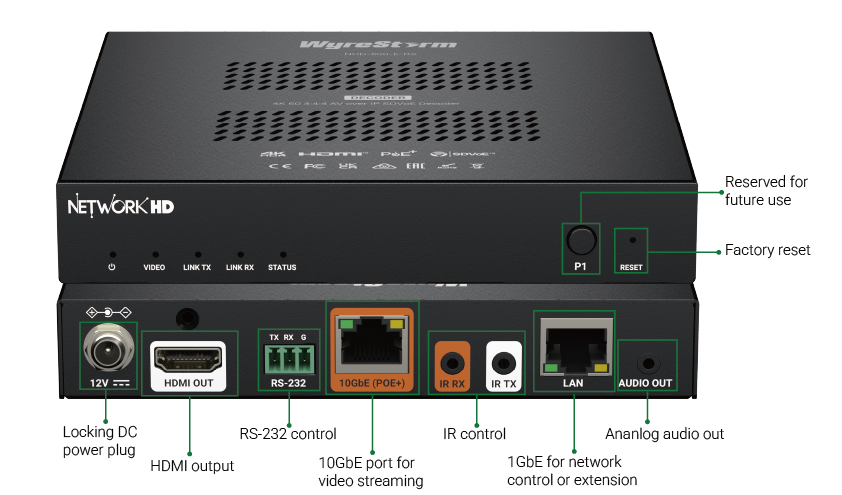 WyreStorm
DECODER
4K 60 4:4:4 AV over IP SDVoE Decoder
4K HDMI PoE+ SDVoE
CE FC UK CA EAC
NETWORK HD
VIDEO LINK TX LINK RX STATUS
P1 RESET
Reserved for
future use
Factory reset
TX RX G
12V HDMI OUT RS-232 10GbE (POE+) IR RX IR TX LAN AUDIO OUT
Locking DC
power plug
HDMI output
RS-232 control
10GbE port for
video streaming
IR control
1GbE for network
control or extension
Ananlog audio out